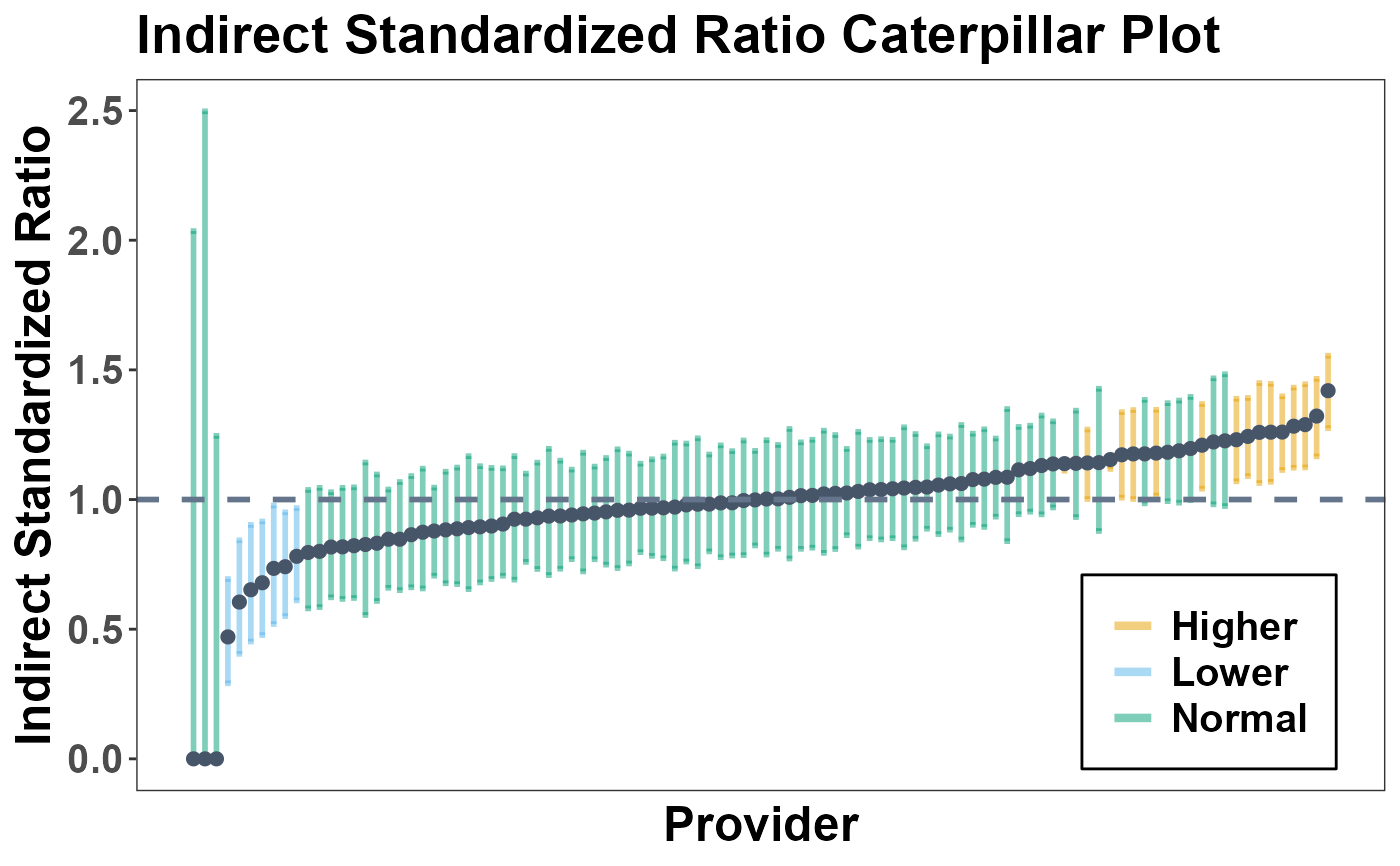 Indirect Standardized Ratio Caterpillar Plot
Indirect Standardized Ratio
2.5
2.0
1.5
1.0
0.5
0.0
Higher
Lower
Normal
Provider